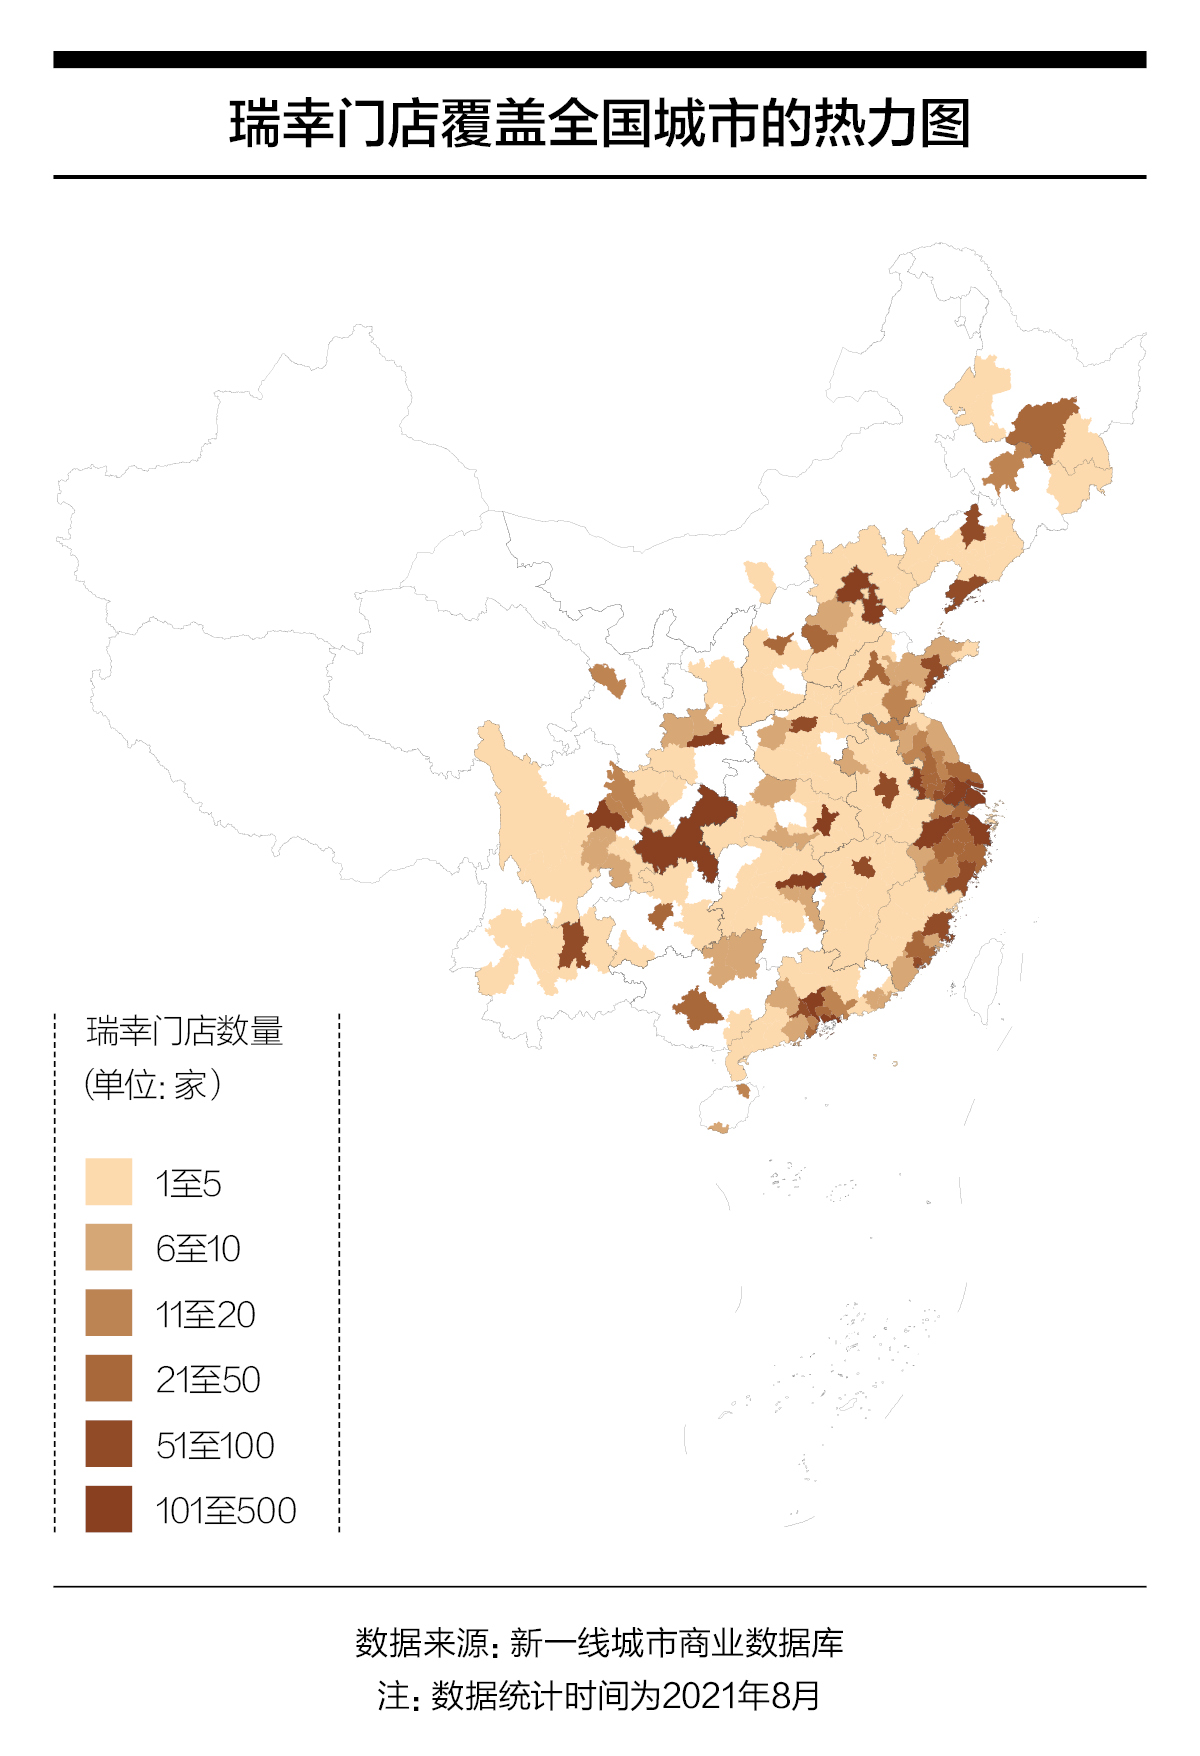 瑞幸门店覆盖全国城市的热力图
瑞幸门店数量
(单位: 家)
1至5
6至10
11至20
21至50
51至100
101至500
数据来源: 新一线城市商业数据库
注: 数据统计时间为2021年8月